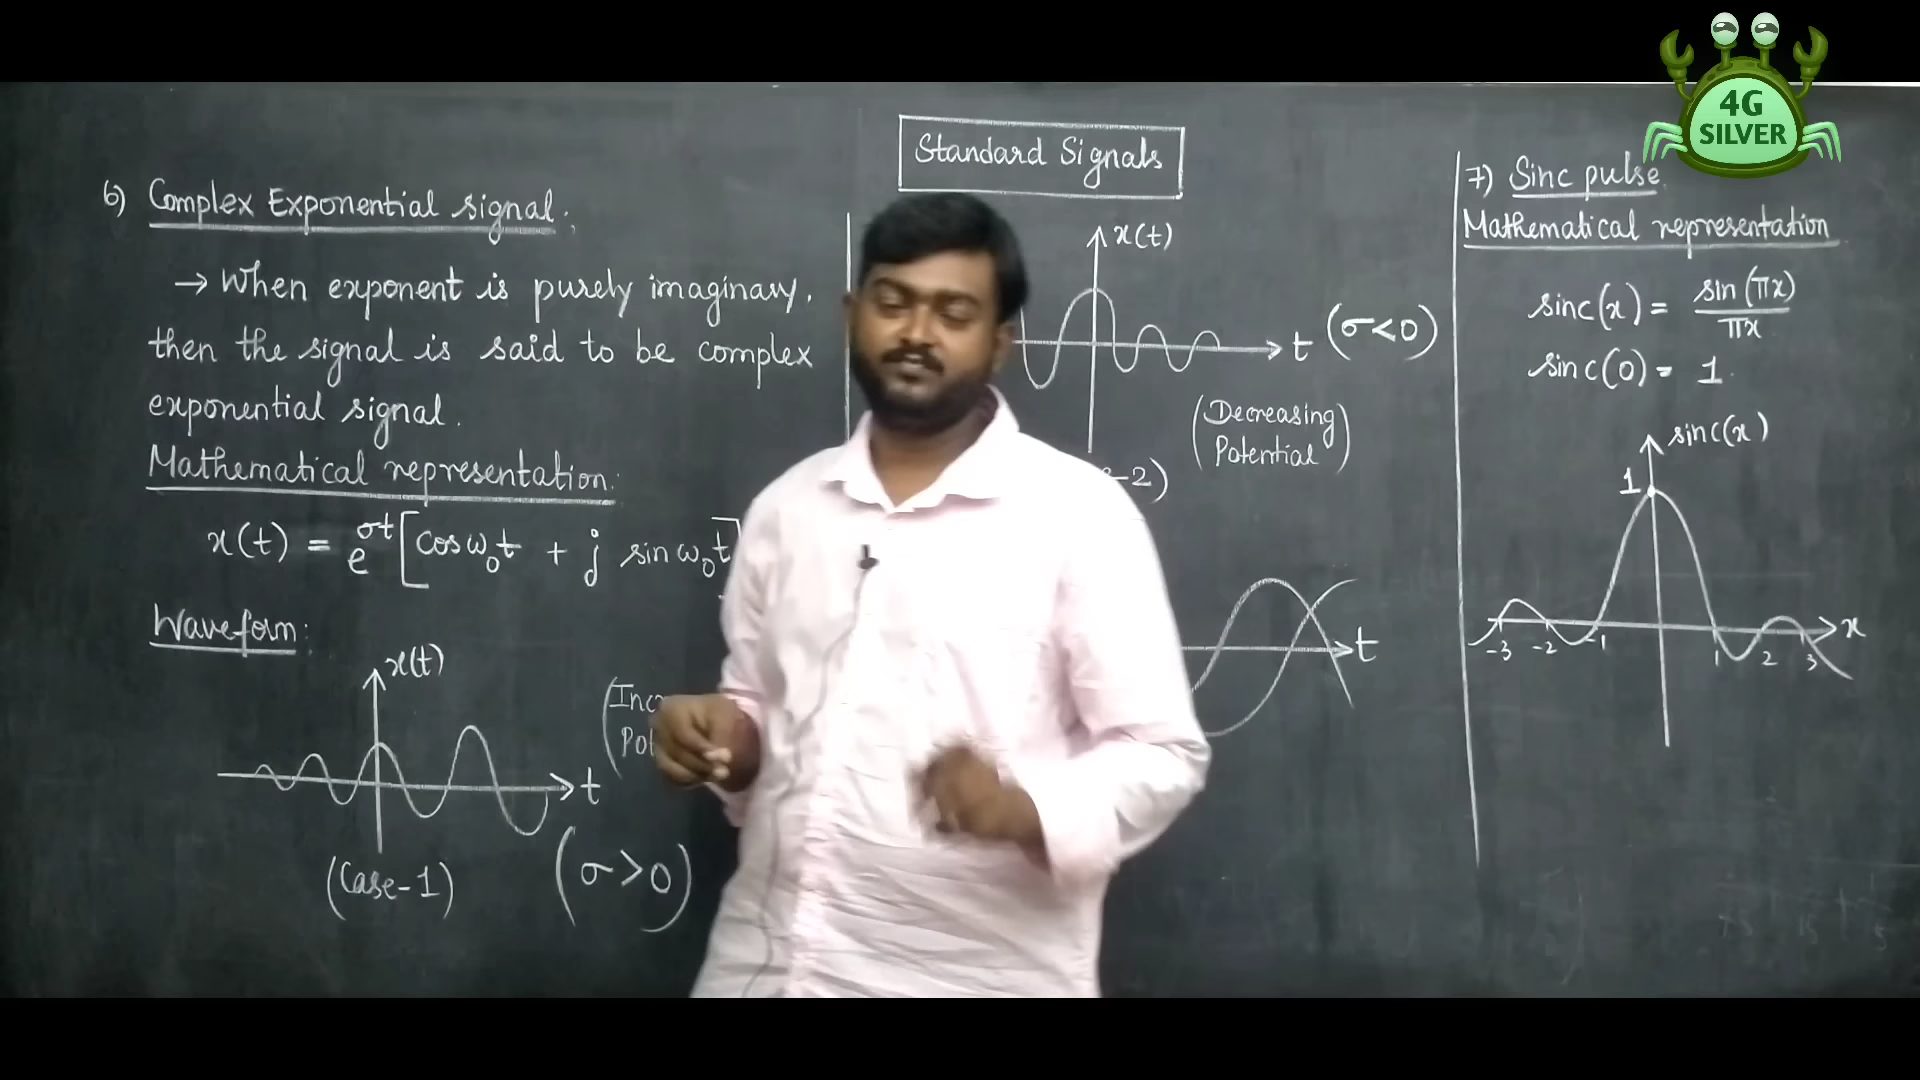 4G
SILVER
Standard Signals
6) Complex Exponential signal.
→ When exponent is purely imaginary,
then the signal is said to be complex
exponential signal.
Mathematical representation:
x(t) = e^σt [cos ω₀t + j sin ω₀t]
Waveform:
x(t)
t
(Case-1)
(σ>0)
x(t)
t (σ<0)
(Decreasing
Potential)
-2)
t
7) Sinc pulse
Mathematical representation
sinc(x) = sin(πx)/πx
sinc(0) = 1
sinc(x)
1
x
-3 -2 -1 1 2 3